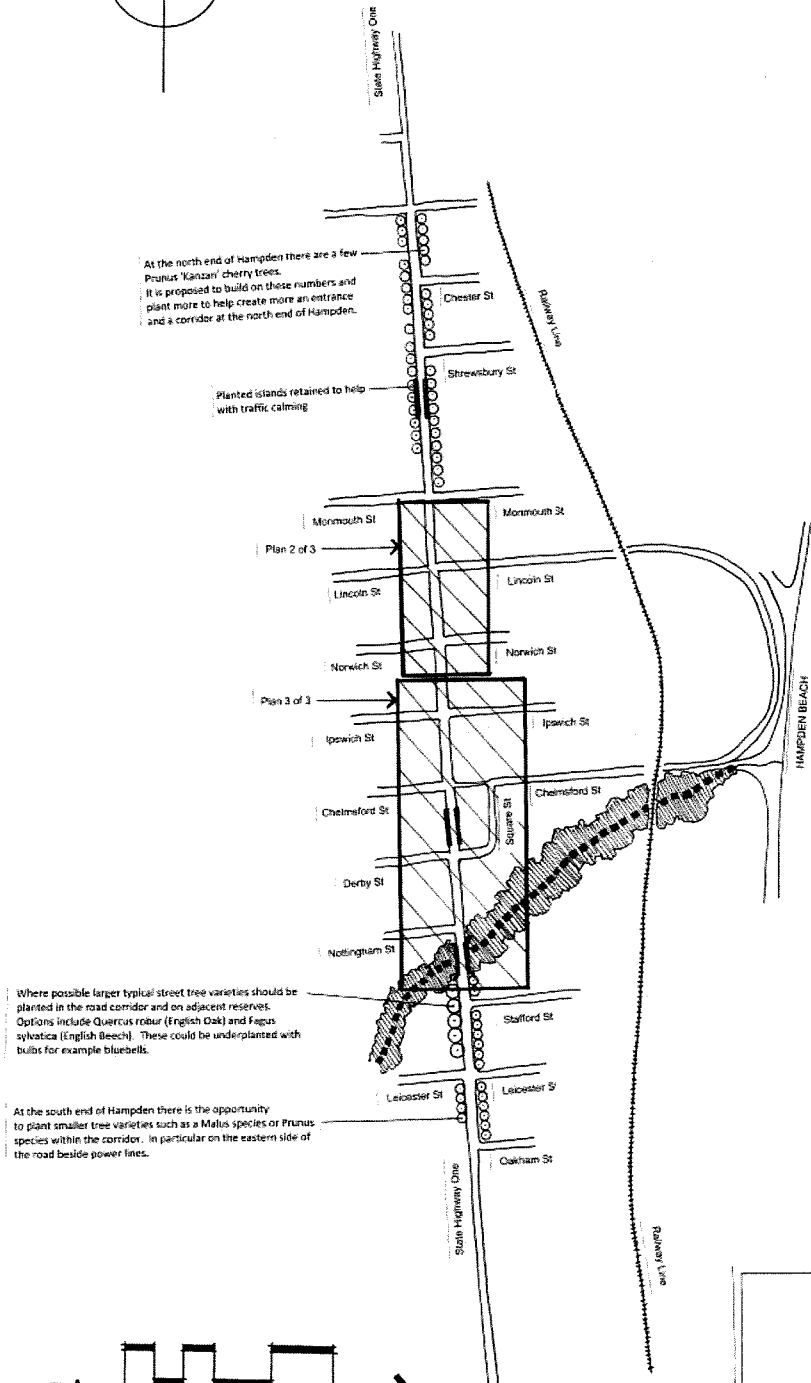 State Highway One
At the north end of Hampden there are a few
Prunus 'Kanzan' cherry trees.
It is proposed to build on these numbers and
plant more to help create more an entrance
and a corridor at the north end of Hampden.
Chester St
Railway Line
Shrewsbury St
Planted islands retained to help
with traffic calming
Monmouth St
Monmouth St
Plan 2 of 3
Lincoln St
Lincoln St
Norwich St
Norwich St
Plan 3 of 3
Ipswich St
Ipswich St
HAMPDEN BEACH
Chelmsford St
Chelmsford St
Square St
Derby St
Nottingham St
Where possible larger typical street tree varieties should be
planted in the road corridor and on adjacent reserves.
Options include Quercus robur (English Oak) and Fagus
sylvatica (English Beech). These could be underplanted with
bulbs for example bluebells.
Stafford St
Leicester St
Leicester St
At the south end of Hampden there is the opportunity
to plant smaller tree varieties such as a Malus species or Prunus
species within the corridor. In particular on the eastern side of
the road beside power lines.
Oakham St
State Highway One
Railway Line